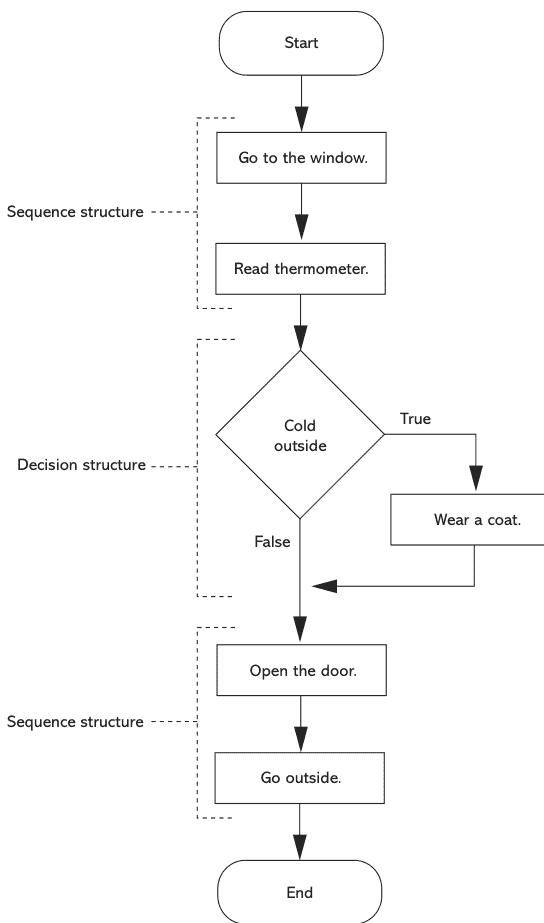 Start
Go to the window.
Sequence structure
Read thermometer.
Cold
outside
True
Decision structure
Wear a coat.
False
Open the door.
Sequence structure
Go outside.
End